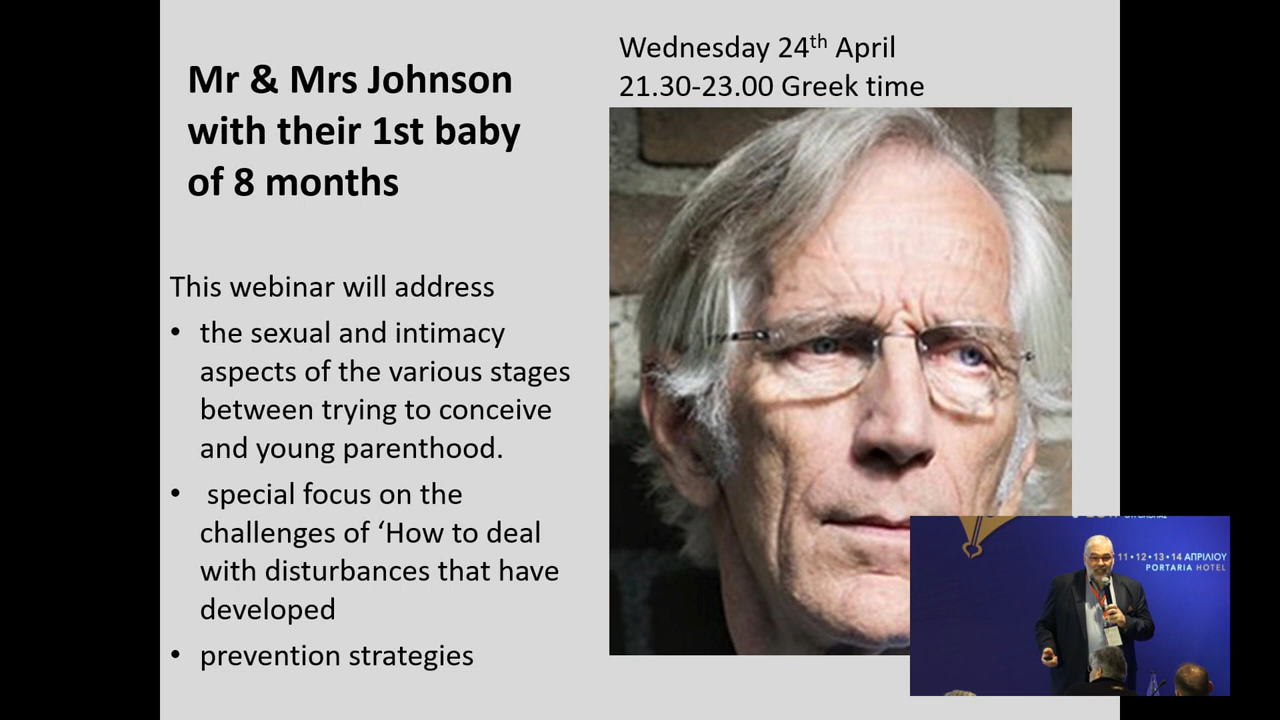 Mr & Mrs Johnson
with their 1st baby
of 8 months
Wednesday 24th April
21.30-23.00 Greek time
This webinar will address
• the sexual and intimacy
aspects of the various stages
between trying to conceive
and young parenthood.
• special focus on the
challenges of ‘How to deal
with disturbances that have
developed
• prevention strategies
11•12•13•14 ΑΠΡΙΛΙΟΥ
PORTARIA HOTEL